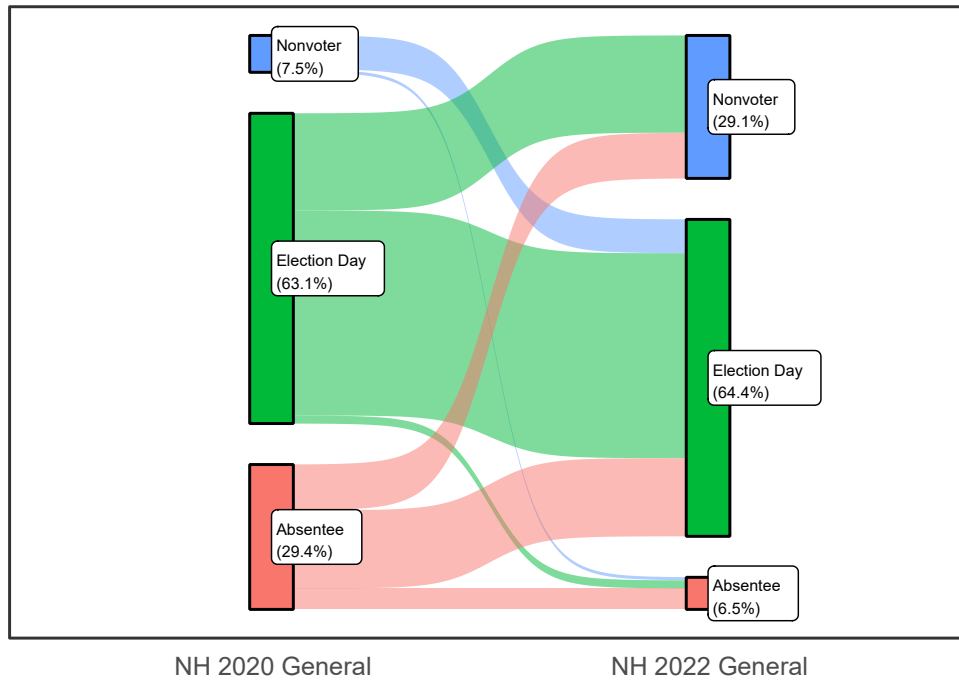 Nonvoter
(7.5%)
Election Day
(63.1%)
Absentee
(29.4%)
Nonvoter
(29.1%)
Election Day
(64.4%)
Absentee
(6.5%)
NH 2020 General
NH 2022 General